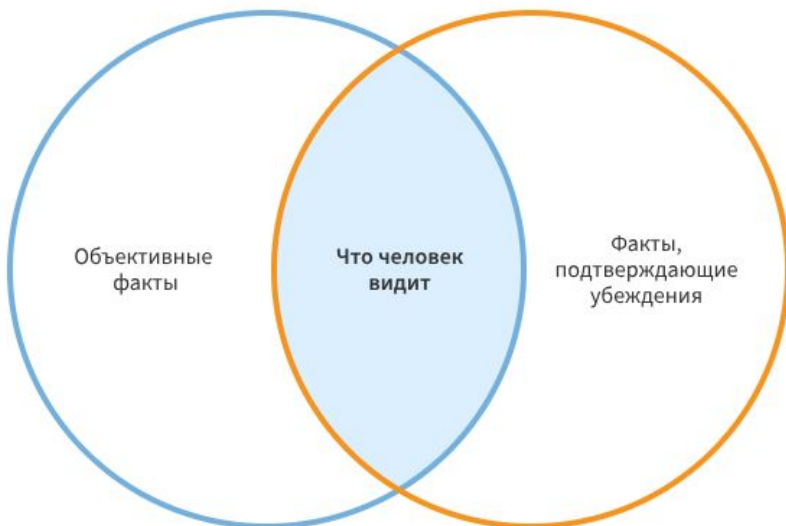 Объективные
факты
Что человек
видит
Факты,
подтверждающие
убеждения